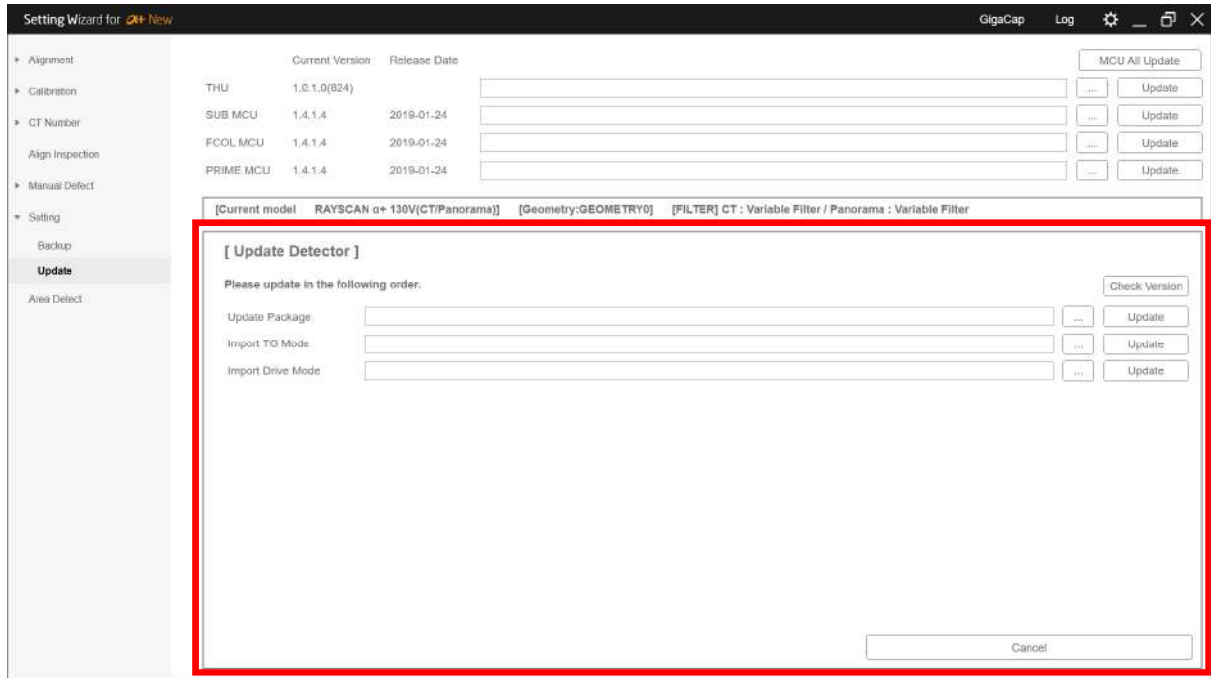 Setting Wizard for α+ New GigaCap Log
Alignment
Calibration
CT Number
Align Inspection
Manual Defect
Setting
Backup
Update
Area Detect
Current Version Release Date MCU All Update
THU 1.0.1.0(824) ... Update
SUB MCU 1.4.1.4 2019-01-24 ... Update
FCOL MCU 1.4.1.4 2019-01-24 ... Update
PRIME MCU 1.4.1.4 2019-01-24 ... Update
[Current model RAYSCAN α+ 130V(CT/Panorama)] [Geometry:GEOMETRY0] [FILTER] CT : Variable Filter / Panorama : Variable Filter
[ Update Detector ]
Please update in the following order. Check Version
Update Package ... Update
Import TG Mode ... Update
Import Drive Mode ... Update
Cancel